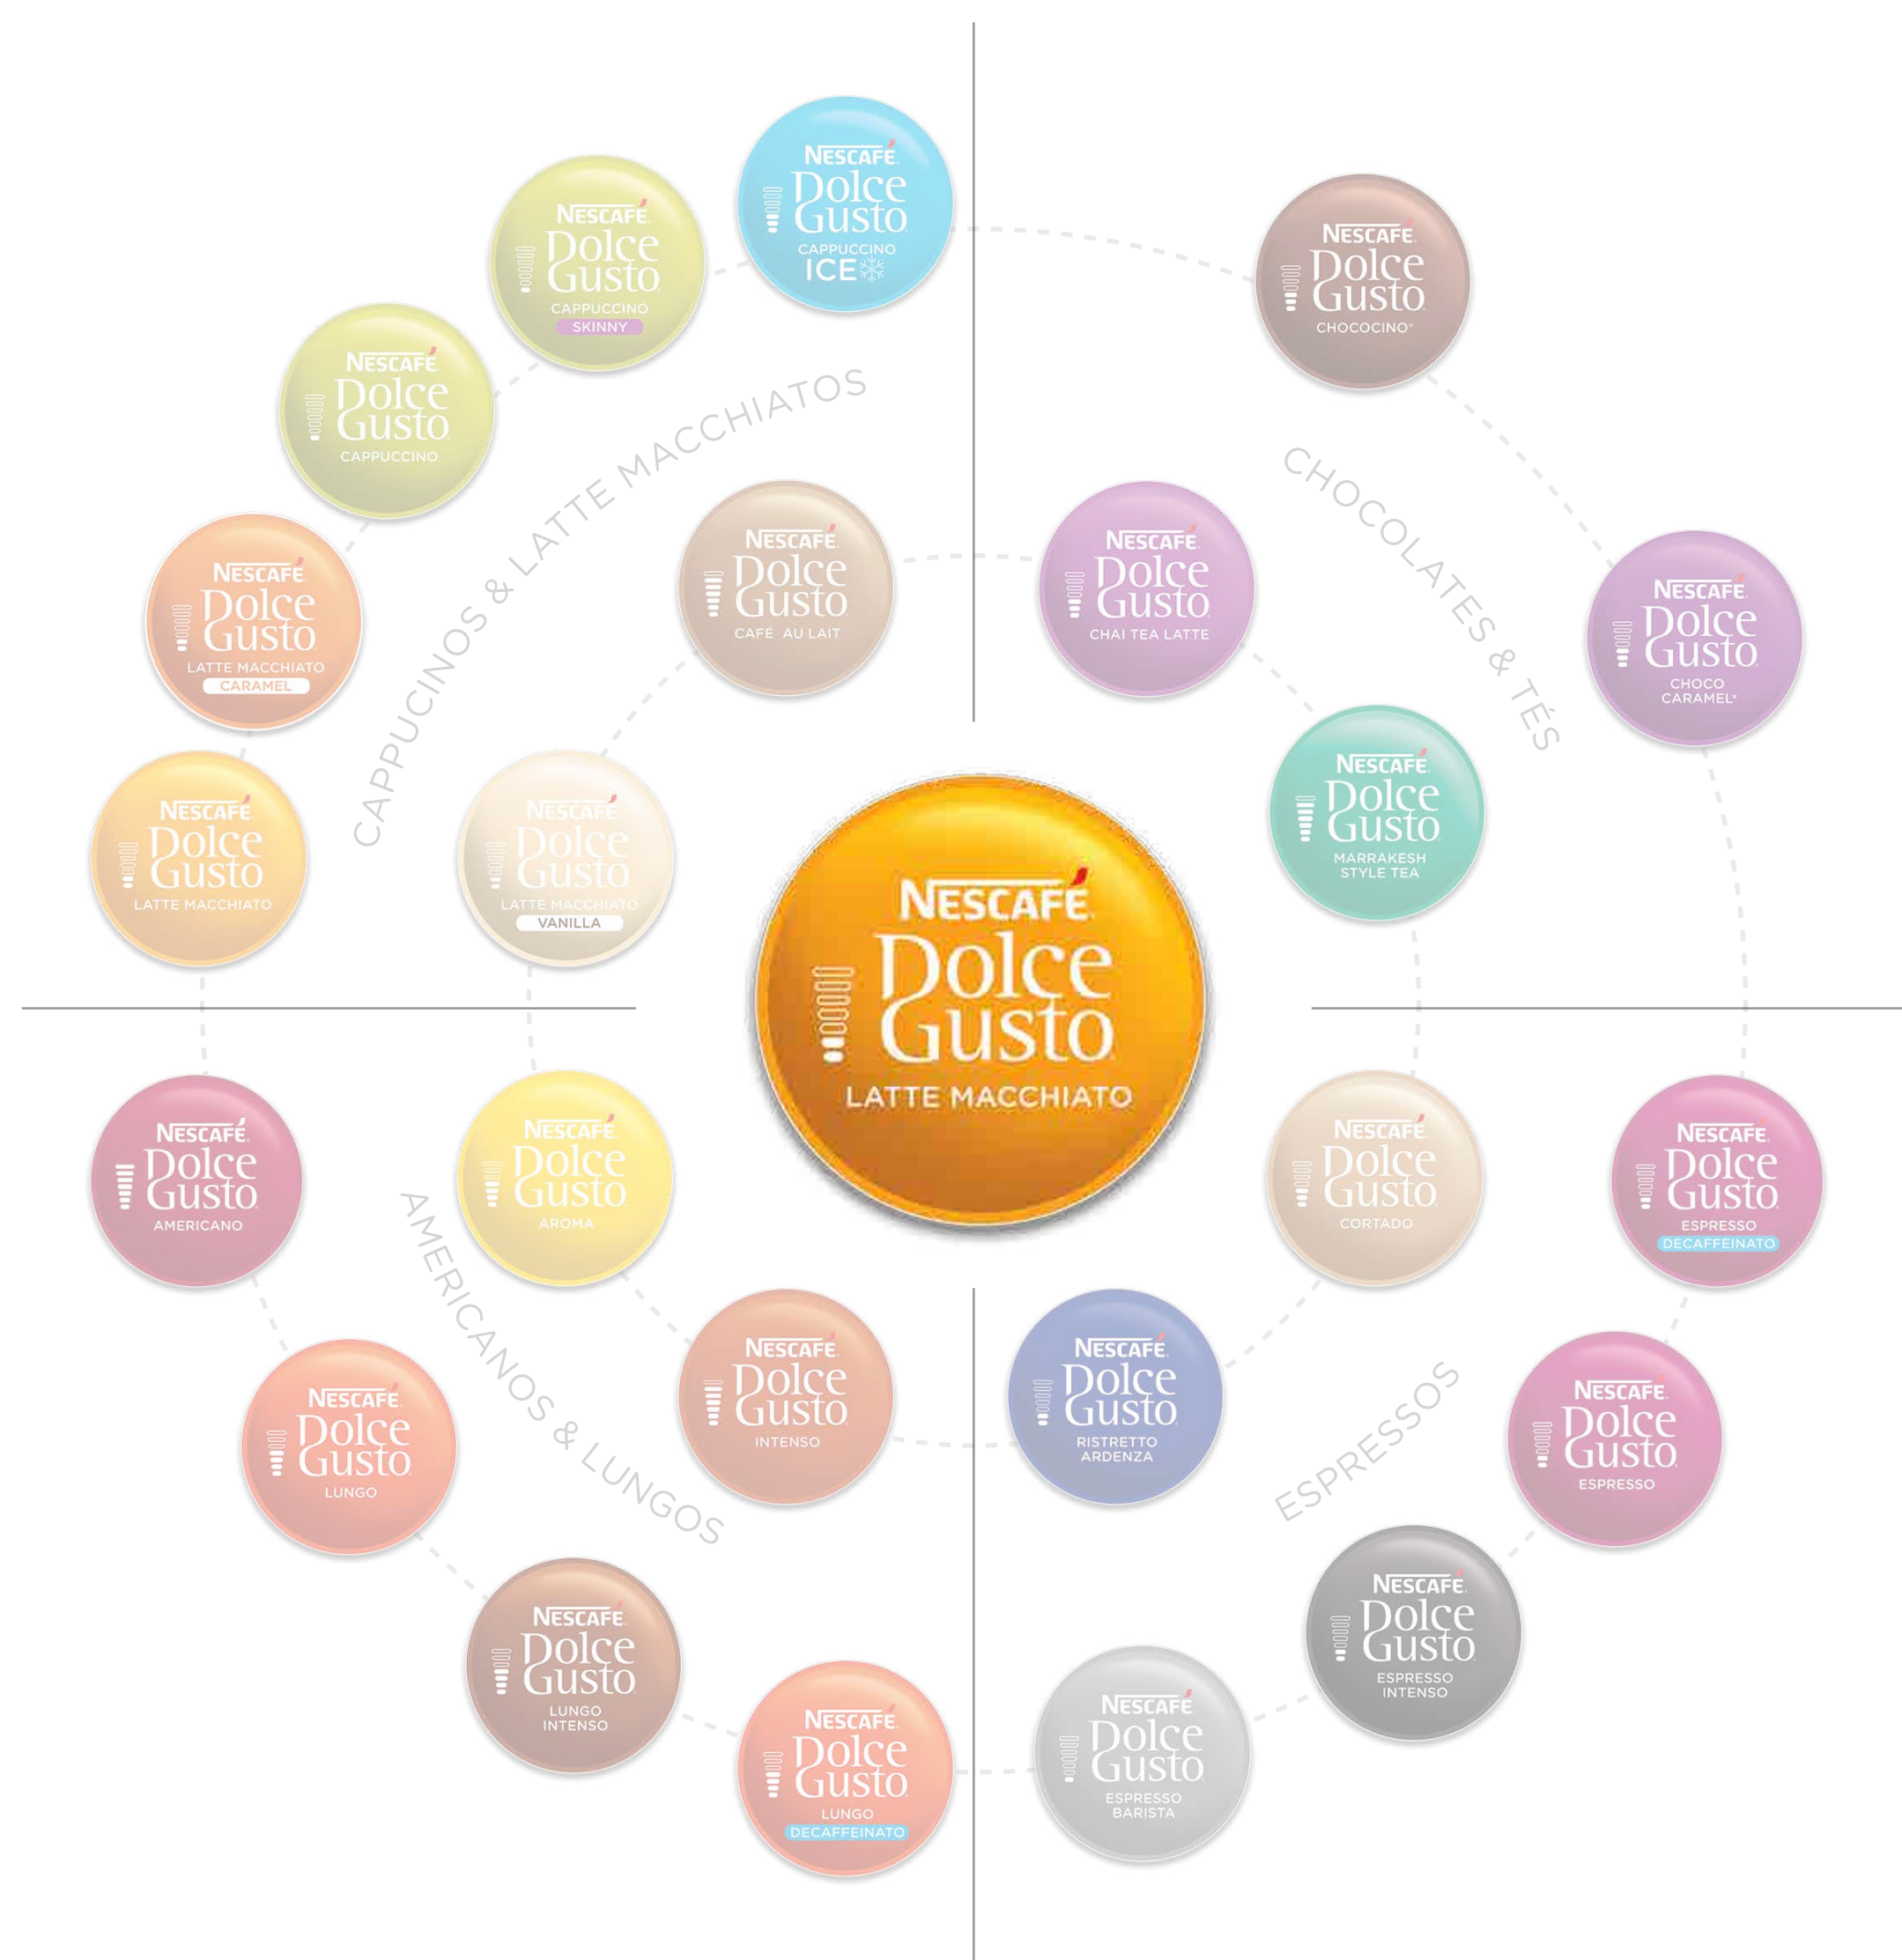 NESCAFÉ
Dolce
Gusto
CAPPUCCINO
ICE
NESCAFÉ
Dolce
Gusto
CAPPUCCINO
SKINNY
NESCAFÉ
Dolce
Gusto
CAPPUCCINO
NESCAFÉ
Dolce
Gusto
LATTE MACCHIATO
CARAMEL
NESCAFÉ
Dolce
Gusto
LATTE MACCHIATO
CAPPUCINOS & LATTE MACCHIATOS
NESCAFÉ
Dolce
Gusto
CAFÉ AU LAIT
NESCAFÉ
Dolce
Gusto
LATTE MACCHIATO
VANILLA
NESCAFÉ
Dolce
Gusto
CHOCOCINO®
NESCAFÉ
Dolce
Gusto
CHOCO
CARAMEL®
CHOCOLATES & TÉS
NESCAFÉ
Dolce
Gusto
CHAI TEA LATTE
NESCAFÉ
Dolce
Gusto
MARRAKESH
STYLE TEA
NESCAFÉ
Dolce
Gusto
LATTE MACCHIATO
NESCAFÉ
Dolce
Gusto
AMERICANO
NESCAFÉ
Dolce
Gusto
AROMA
AMERICANOS & LUNGOS
NESCAFÉ
Dolce
Gusto
INTENSO
NESCAFÉ
Dolce
Gusto
LUNGO
NESCAFÉ
Dolce
Gusto
LUNGO
INTENSO
NESCAFÉ
Dolce
Gusto
LUNGO
DECAFFEINATO
NESCAFÉ
Dolce
Gusto
CORTADO
NESCAFÉ
Dolce
Gusto
ESPRESSO
DECAFFEINATO
NESCAFÉ
Dolce
Gusto
RISTRETTO
ARDENZA
ESPRESSOS
NESCAFÉ
Dolce
Gusto
ESPRESSO
NESCAFÉ
Dolce
Gusto
ESPRESSO
INTENSO
NESCAFÉ
Dolce
Gusto
ESPRESSO
BARISTA